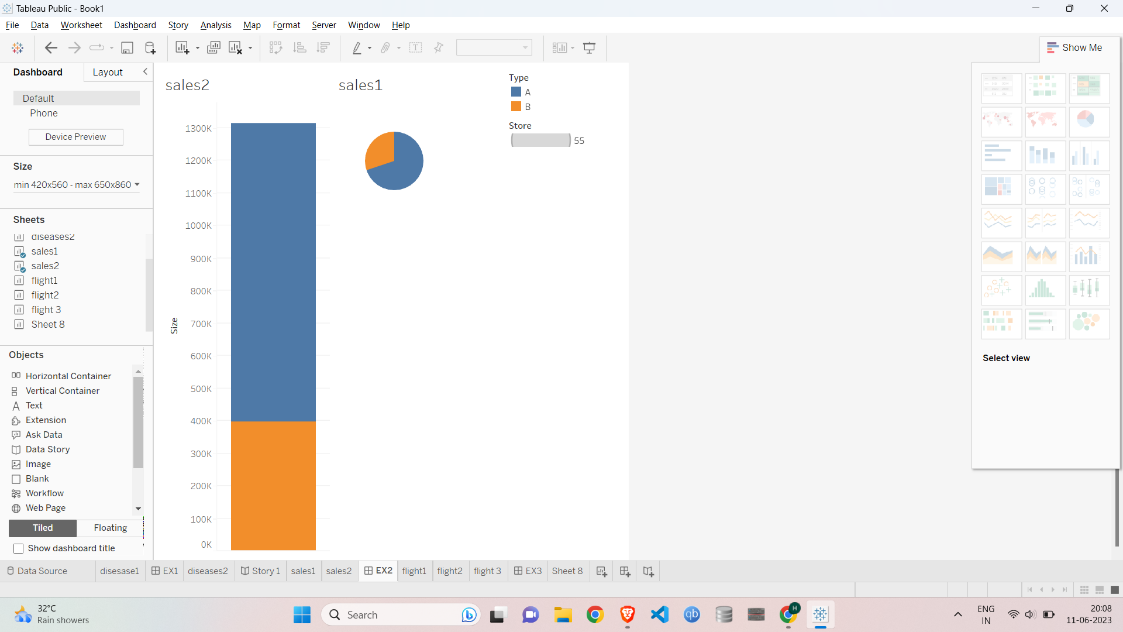 Tableau Public - Book1
File Data Worksheet Dashboard Story Analysis Map Format Server Window Help
Show Me
Dashboard Layout
Default
Phone
Device Preview
Size
min 420x560 - max 650x860
Sheets
diseases2
sales1
sales2
flight1
flight2
flight 3
Sheet 8
Objects
Horizontal Container
Vertical Container
Text
Extension
Ask Data
Data Story
Image
Blank
Workflow
Web Page
Tiled Floating
Show dashboard title
sales2
Size
1300K
1200K
1100K
1000K
900K
800K
700K
600K
500K
400K
300K
200K
100K
0K
sales1
Type
A
B
Store
55
Select view
Data Source disesase1 EX1 diseases2 Story 1 sales1 sales2 EX2 flight1 flight2 flight 3 EX3 Sheet 8
32°C
Rain showers
Search
ENG
IN
20:08
11-06-2023